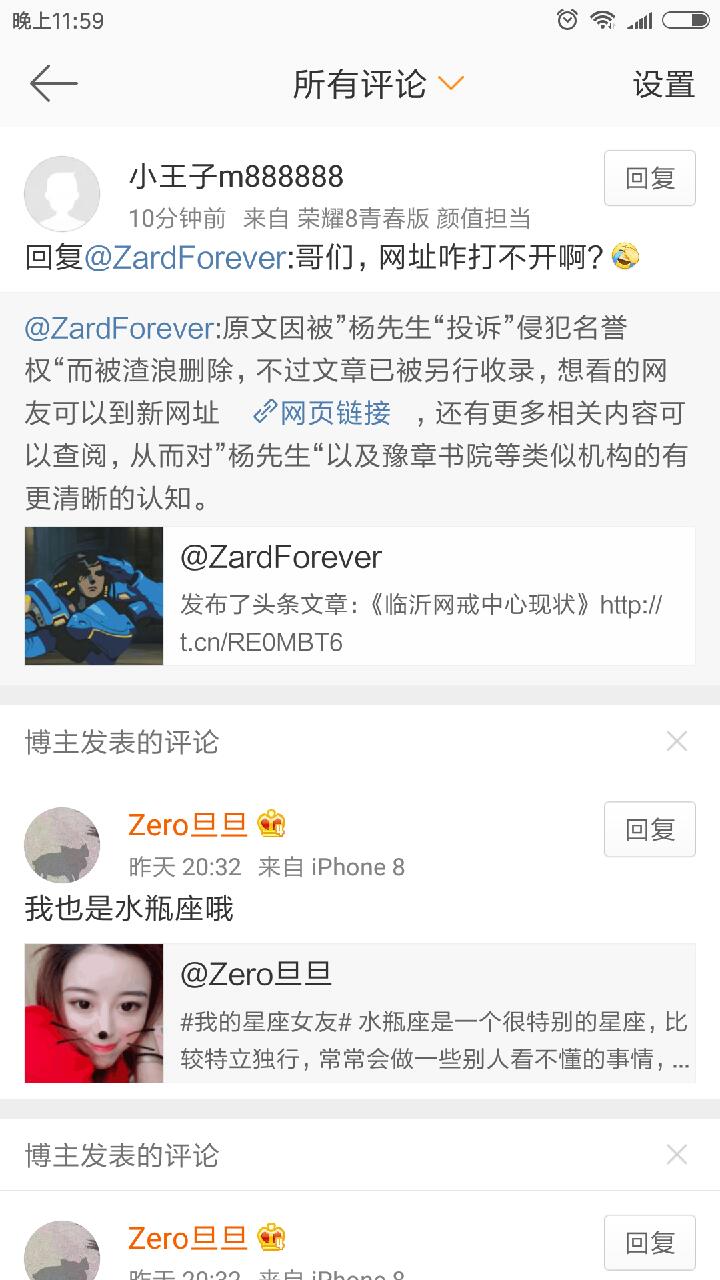 晚上11:59
所有评论
设置
小王子m888888
回复
10分钟前 来自 荣耀8青春版 颜值担当
回复@ZardForever:哥们，网址咋打不开啊？
@ZardForever:原文因被”杨先生“投诉”侵犯名誉
权“而被渣浪删除，不过文章已被另行收录，想看的网
友可以到新网址 网页链接 ，还有更多相关内容可
以查阅，从而对”杨先生“以及豫章书院等类似机构的有
更清晰的认知。
@ZardForever
发布了头条文章：《临沂网戒中心现状》http://
t.cn/RE0MBT6
博主发表的评论
Zero旦旦
回复
昨天 20:32 来自 iPhone 8
我也是水瓶座哦
@Zero旦旦
#我的星座女友# 水瓶座是一个很特别的星座，比
较特立独行，常常会做一些别人看不懂的事情，...
博主发表的评论
Zero旦旦
回复
昨天 20:32 来自 iPhone 8